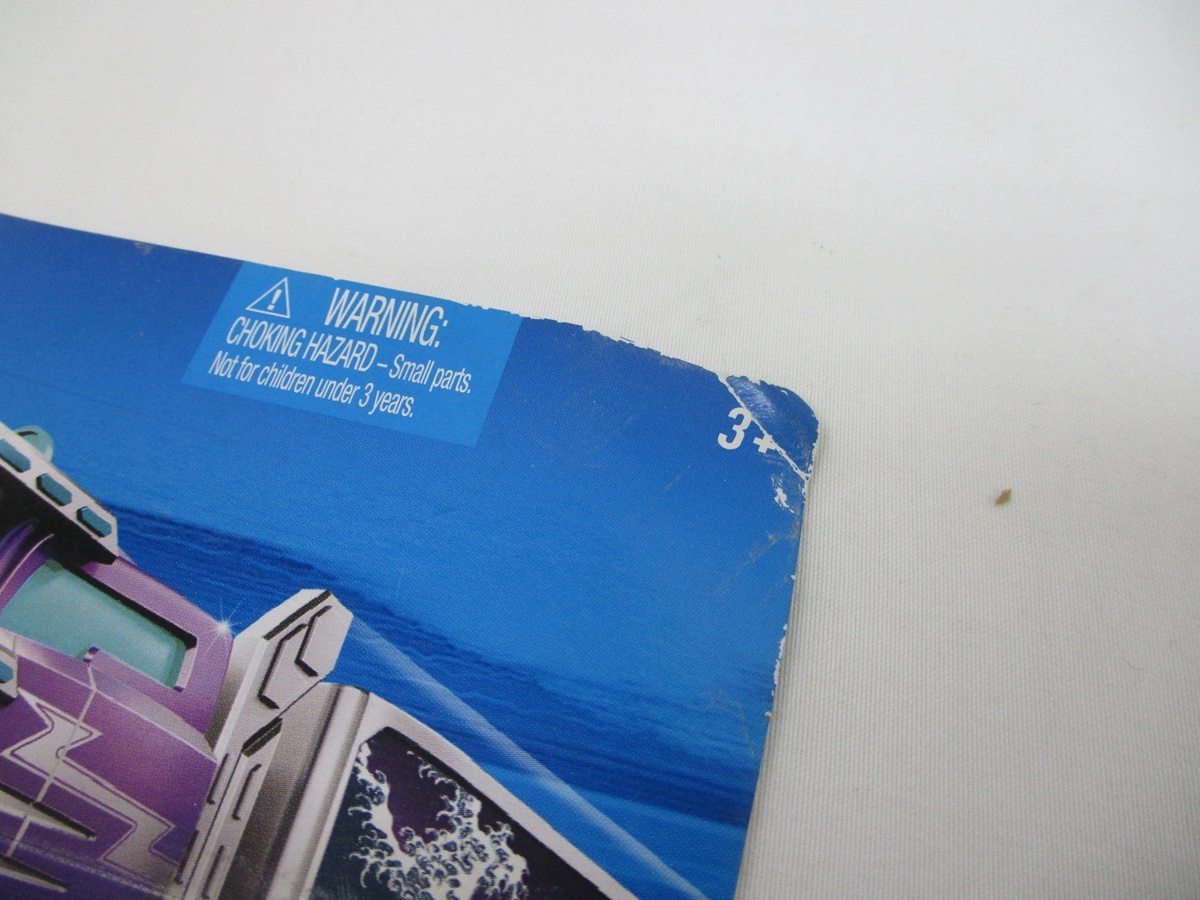 WARNING:
CHOKING HAZARD – Small parts.
Not for children under 3 years.
3+